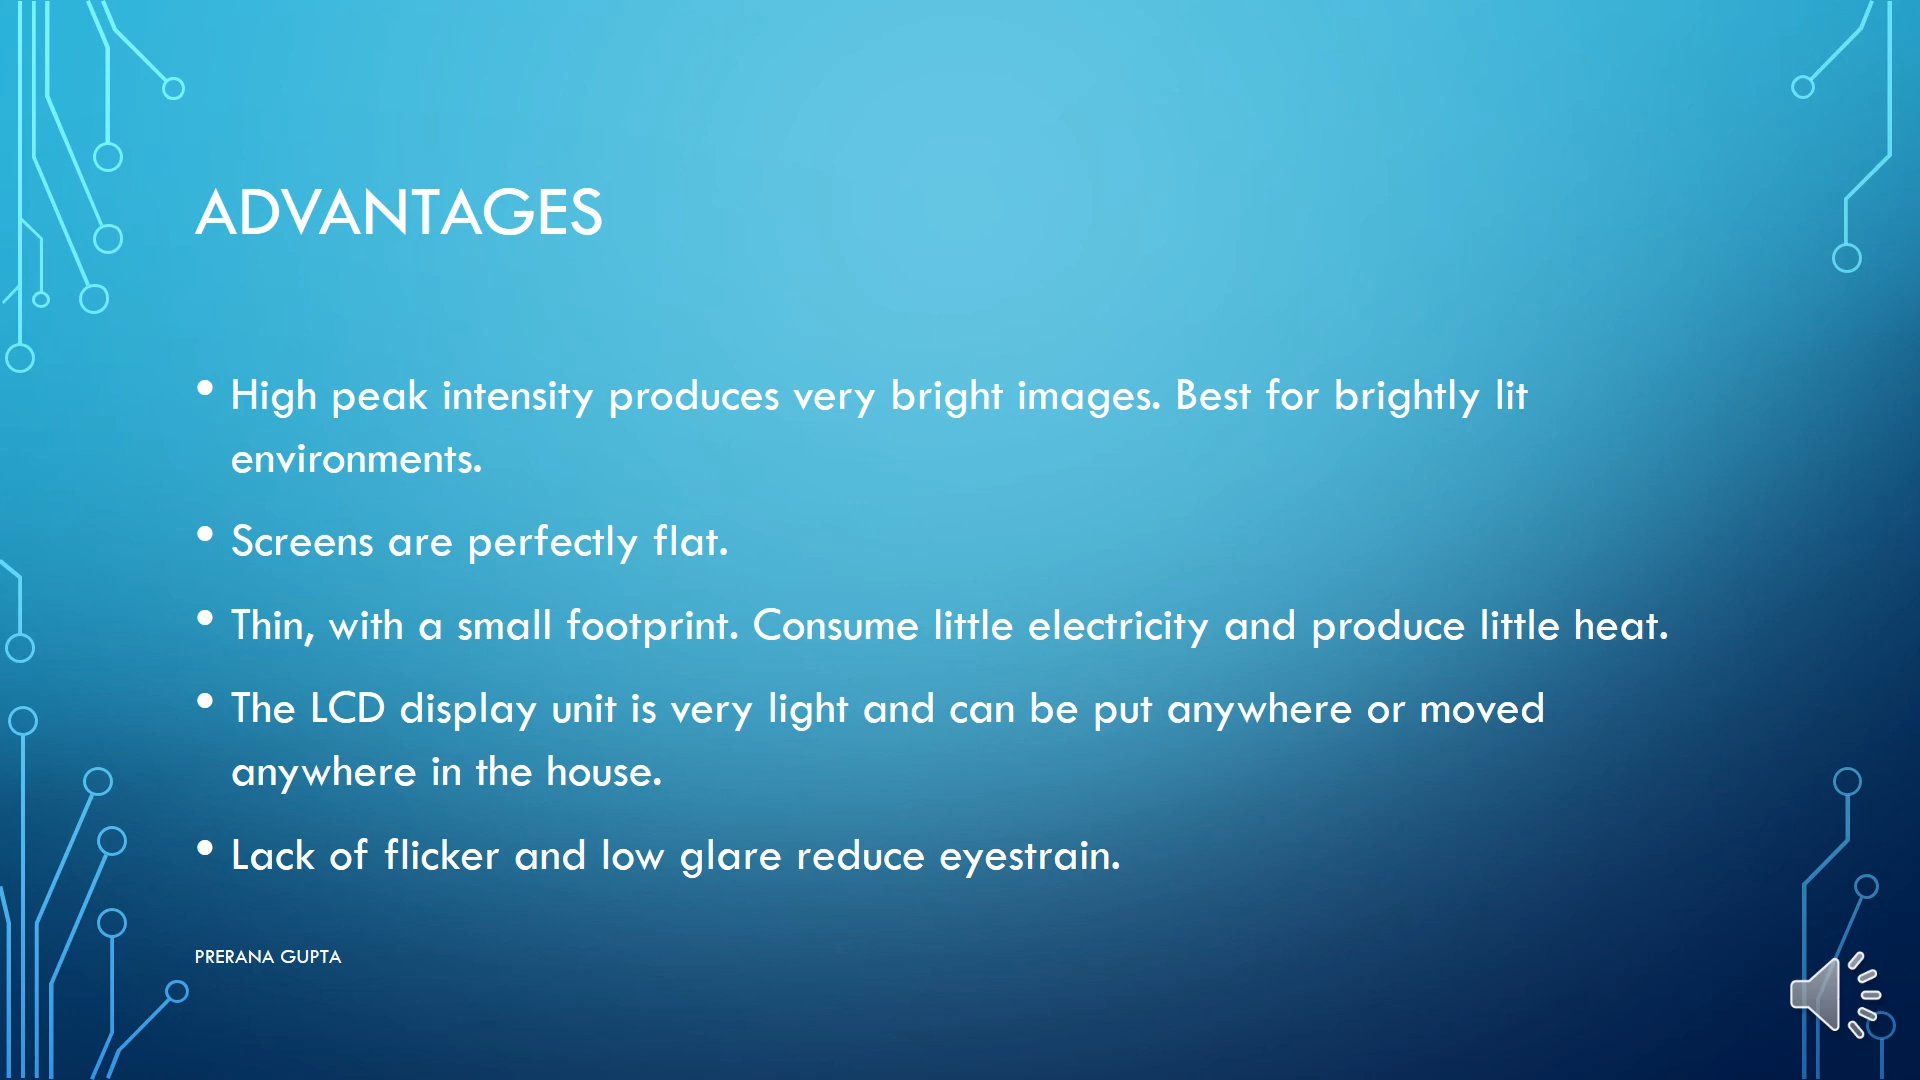 ADVANTAGES
• High peak intensity produces very bright images. Best for brightly lit
environments.
• Screens are perfectly flat.
• Thin, with a small footprint. Consume little electricity and produce little heat.
• The LCD display unit is very light and can be put anywhere or moved
anywhere in the house.
• Lack of flicker and low glare reduce eyestrain.
PRERANA GUPTA